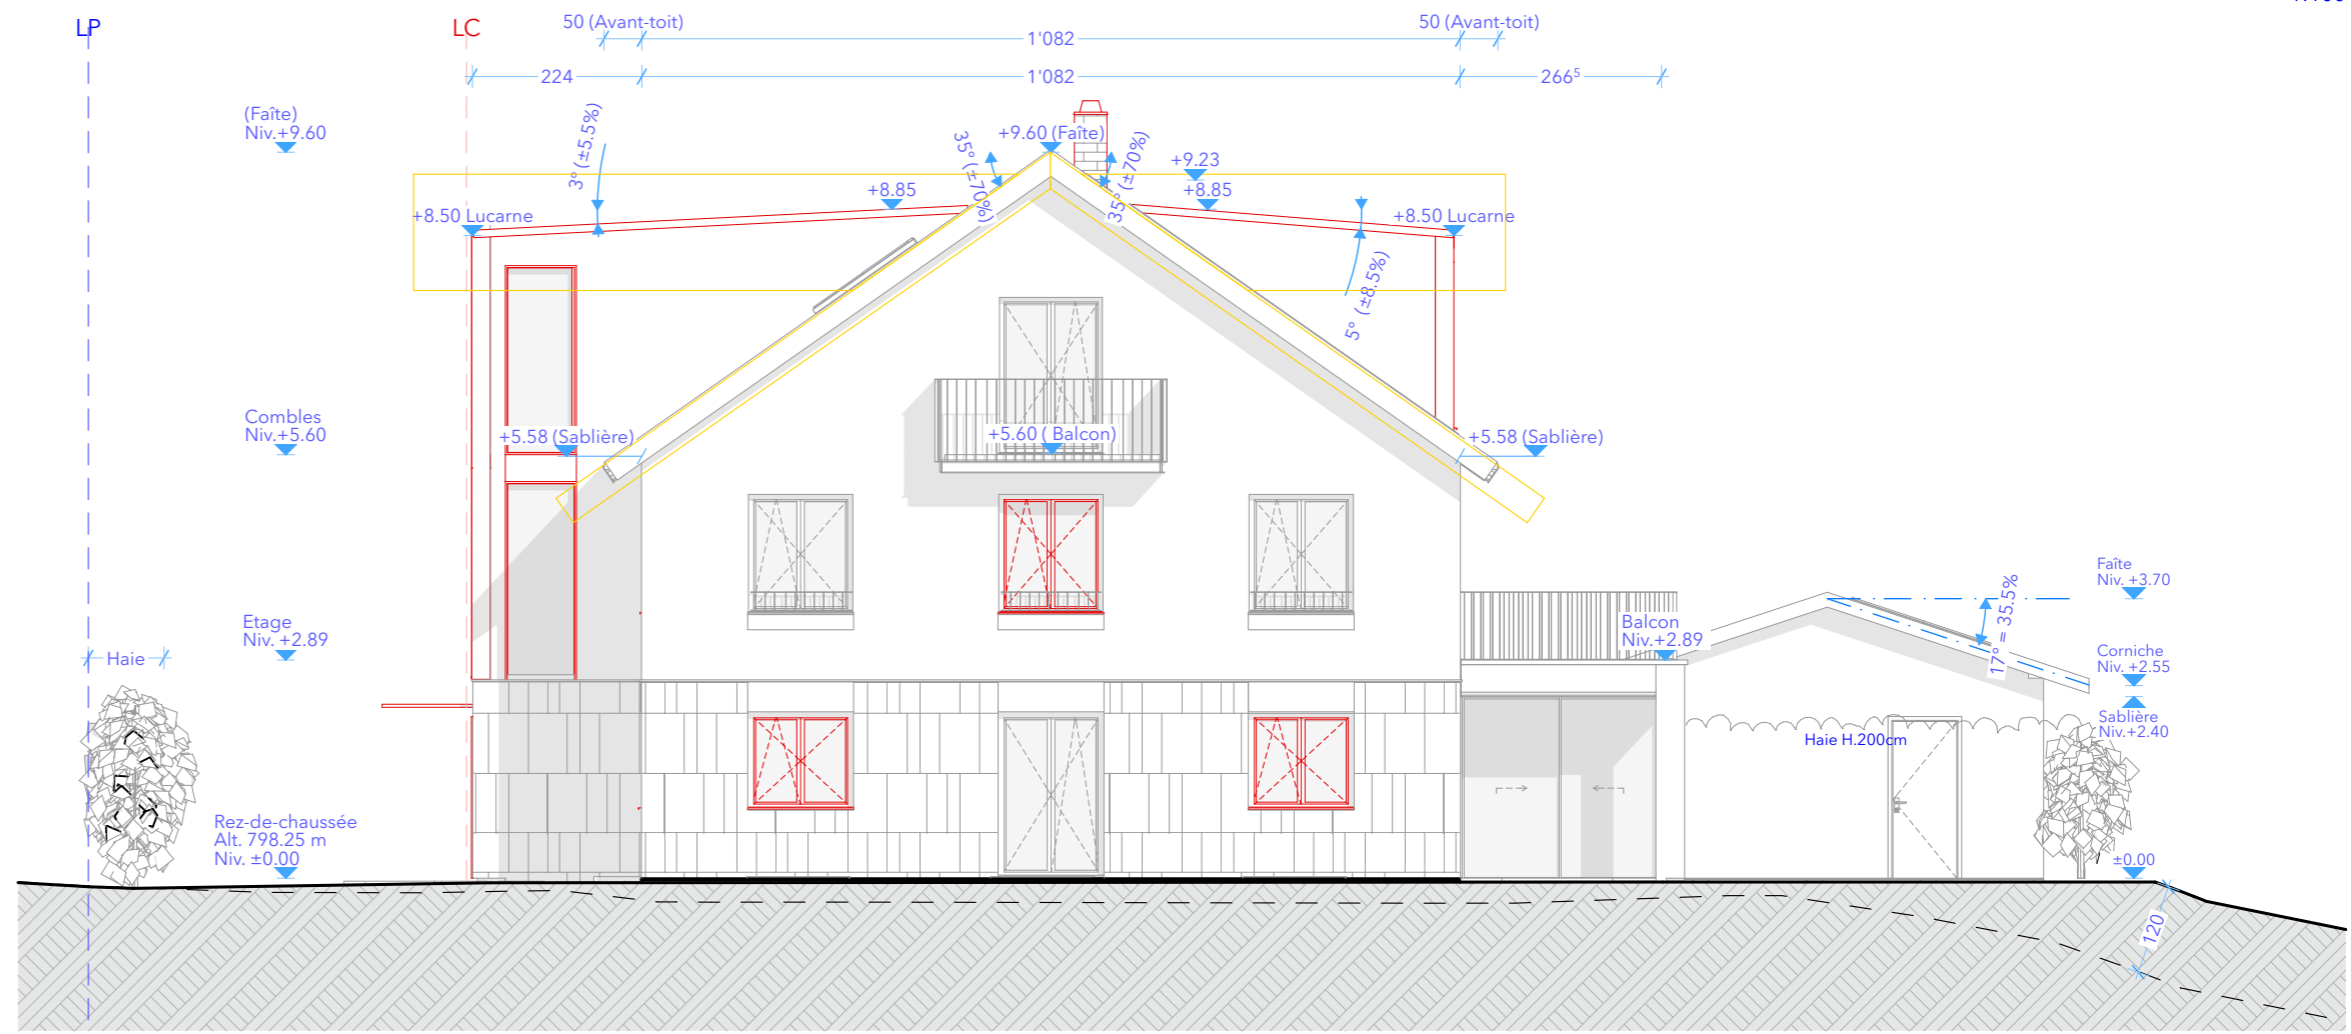 LP
LC
50 (Avant-toit)
1'082
50 (Avant-toit)
224
1'082
266⁵
(Faîte)
Niv.+9.60
3° (±5.5%)
35° (±70%)
+9.60 (Faîte)
35° (±70%)
+9.23
+8.85
+8.85
+8.50 Lucarne
+8.50 Lucarne
5° (±8.5%)
Combles
Niv.+5.60
+5.58 (Sablière)
+5.60 ( Balcon)
+5.58 (Sablière)
Etage
Niv. +2.89
Haie
Balcon
Niv.+2.89
17° = 35.5%
Faîte
Niv. +3.70
Corniche
Niv. +2.55
Sablière
Niv.+2.40
Haie H.200cm
Rez-de-chaussée
Alt. 798.25 m
Niv. ±0.00
±0.00
120